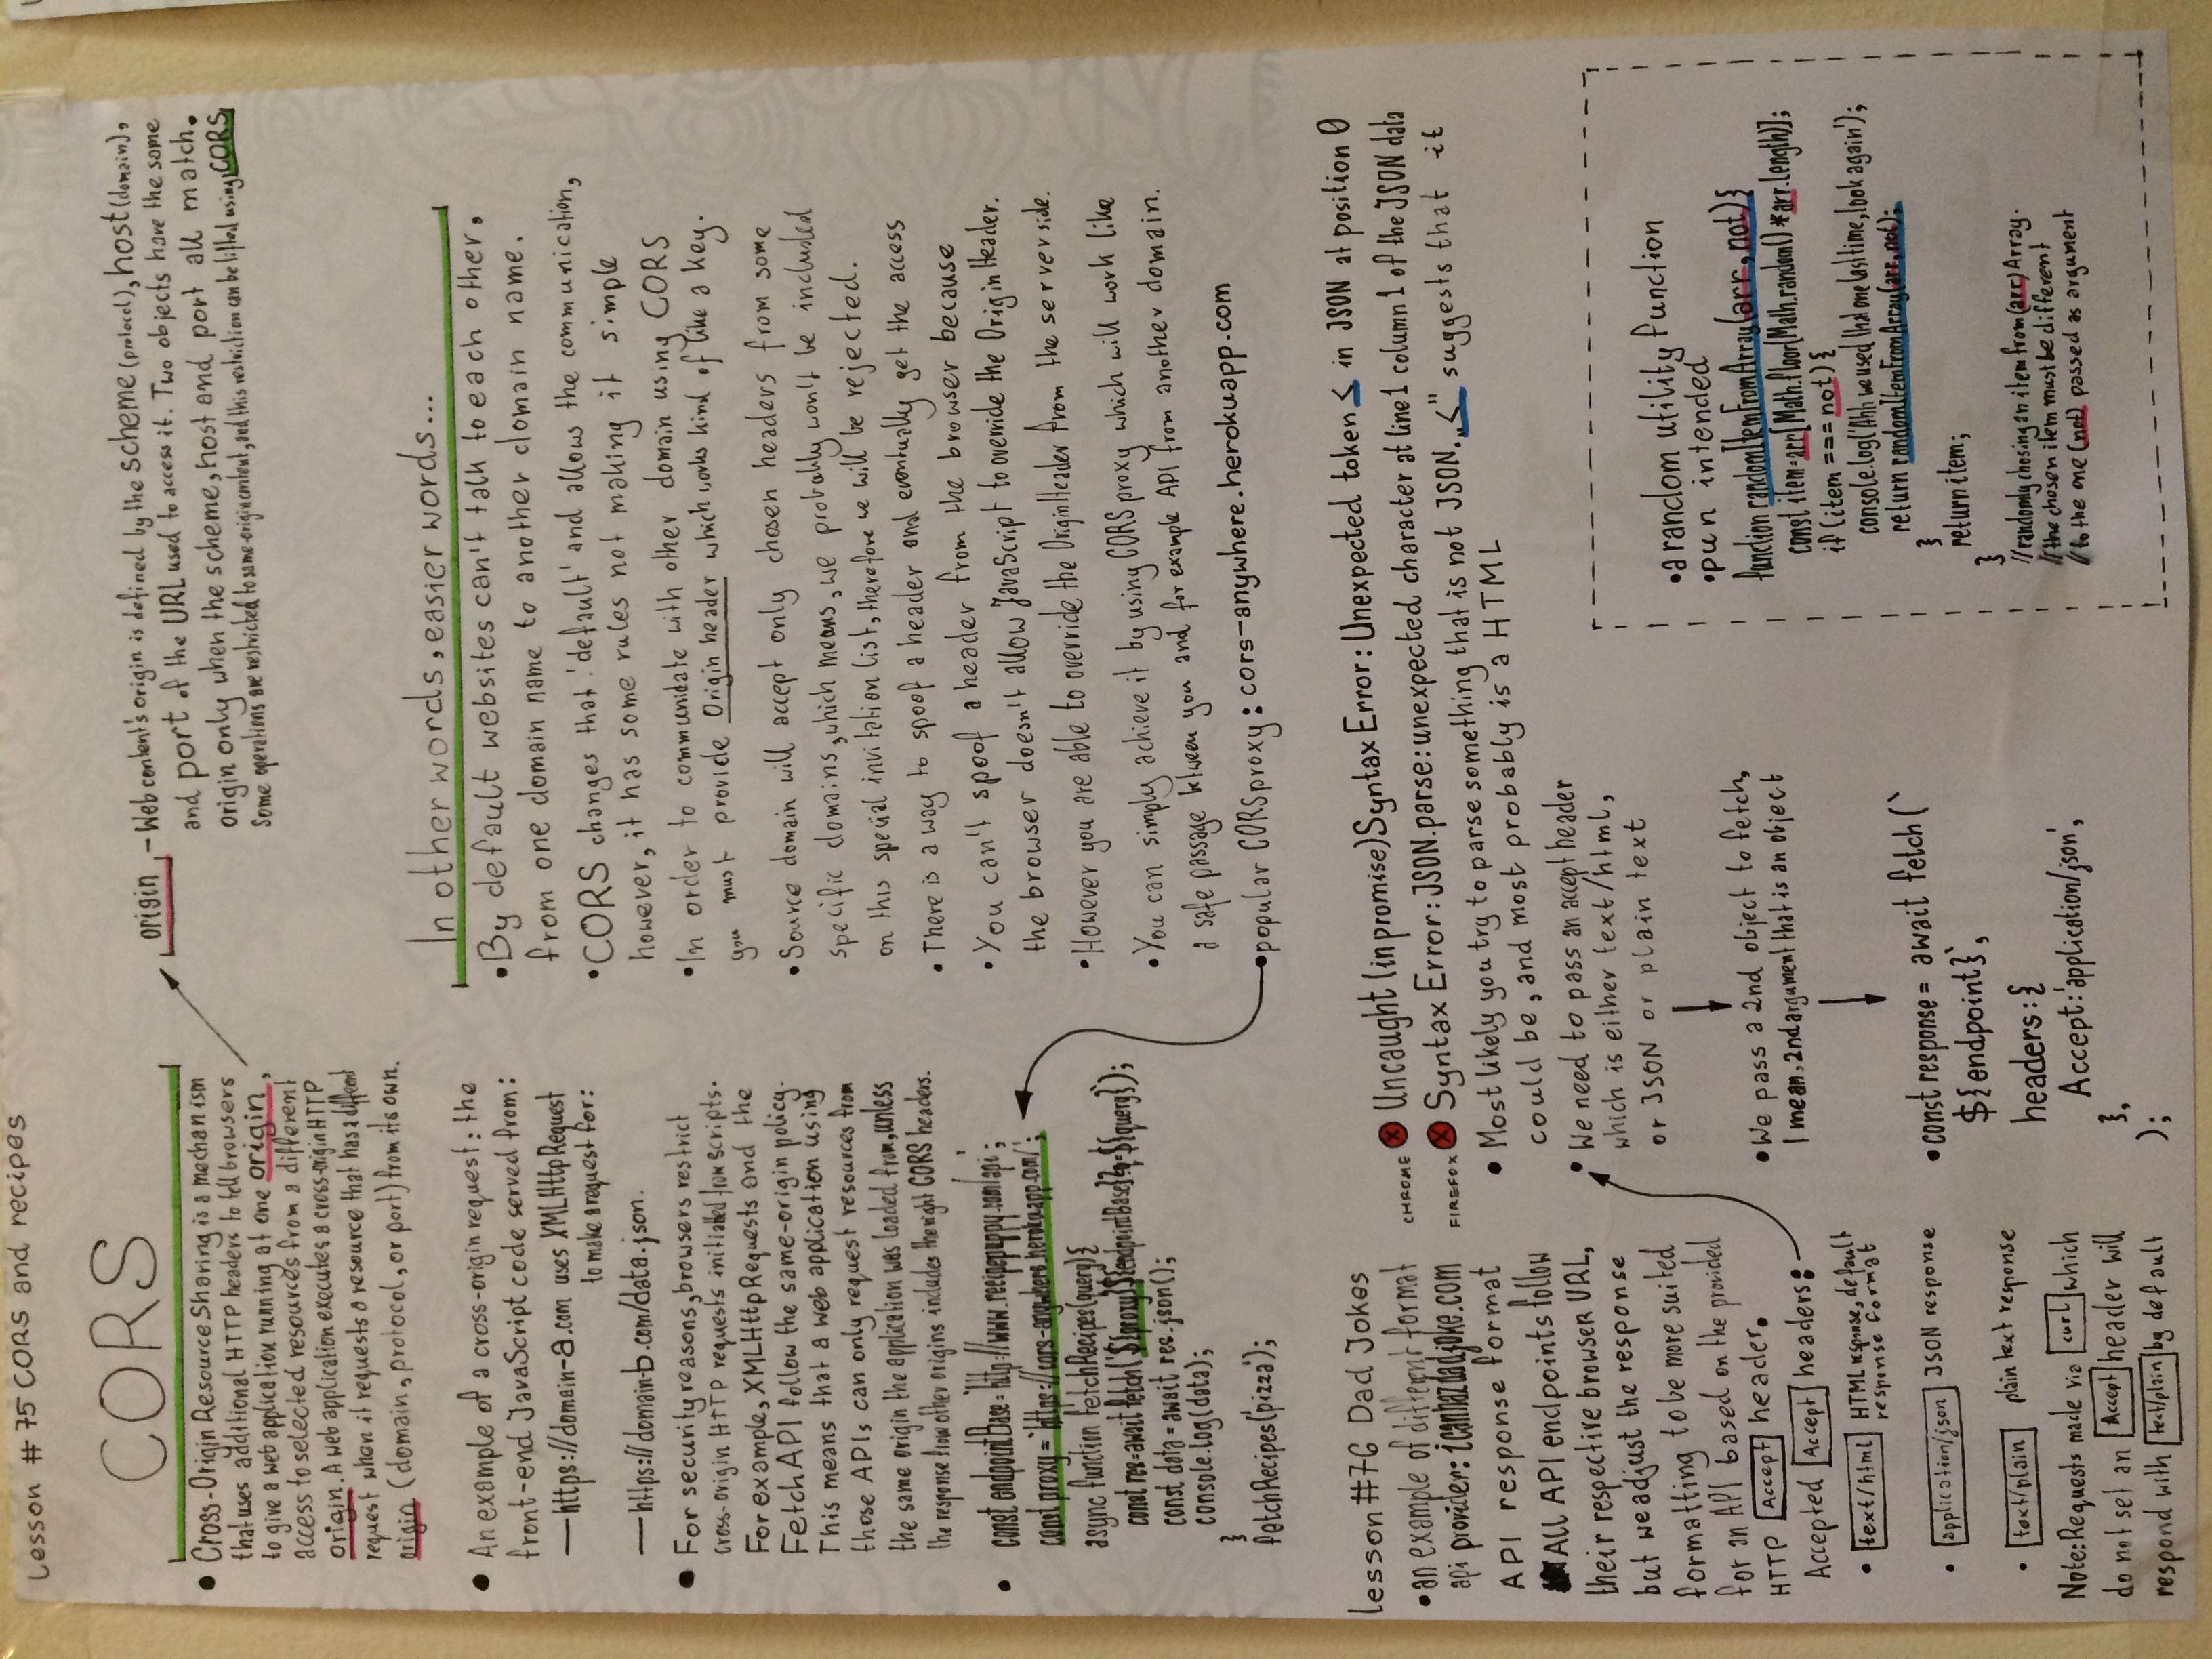 Lesson # 75 CORS and recipes
CORS
• Cross-Origin Resource Sharing is a mechanism
that uses additional HTTP headers to tell browsers
to give a web application running at one origin,
access to selected resources from a different
origin. A web application executes a cross-origin HTTP
request when it requests a resource that has a different
origin (domain, protocol, or port) from its own.
• An example of a cross-origin request: the
front-end JavaScript code served from:
— https://domain-a.com uses XMLHttpRequest
to make a request for:
— https://domain-b.com/data.json.
• For security reasons, browsers restrict
cross-origin HTTP requests initiated from scripts.
For example, XMLHttpRequests and the
Fetch API follow the same-origin policy.
This means that a web application using
those APIs can only request resources from
the same origin the application was loaded from, unless
the response from other origins includes the right CORS headers.
• const endpointBase = 'http://www.recipepuppy.com/api';
const proxy = `https://cors-anywhere.herokuapp.com/`;
async function fetchRecipes(query){
const res = await fetch(`${proxy}${endpointBase}?q=${query}`);
const data = await res.json();
console.log(data);
}
fetchRecipes('pizza');
origin, – Web content's origin is defined by the scheme (protocol), host (domain),
and port of the URL used to access it. Two objects have the same
origin only when the scheme, host and port all match.
Some operations are restricted to same-origin content, and this restriction can be lifted using CORS
In other words, easier words...
• By default websites can't talk to each other.
from one domain name to another domain name.
• CORS changes that 'default' and allows the communication,
however, it has some rules not making it simple
• In order to communidate with other domain using CORS
you must provide Origin header which works kind of like a key.
• Source domain will accept only chosen headers from some
specific domains, which means, we probably won't be included
on this special invitation list, therefore we will be rejected.
• There is a way to spoof a header and eventually get the access
• You can't spoof a header from the browser because
the browser doesn't allow JavaScript to override the Origin Header.
• However you are able to override the Origin Header from the server side.
• You can simply achieve it by using CORS proxy which will work like
a safe passage between you and for example API from another domain.
• popular CORS proxy: cors-anywhere.herokuapp.com
lesson #76 Dad Jokes
• an example of different format
api provider: icanhazdadjoke.com
API response format
All API endpoints follow
their respective browser URL,
but we adjust the response
formatting to be more suited
for an API based on the provided
HTTP Accept header.
Accepted Accept headers:
• text/html HTML response, default
response format
• application/json JSON response
• text/plain plain text response
Note: Requests made via curl which
do not set an Accept header will
respond with text/plain by default
CHROME x Uncaught (in promise) Syntax Error: Unexpected token < in JSON at position 0
FIREFOX x Syntax Error: JSON.parse: unexpected character at line 1 column 1 of the JSON data
• Most likely you try to parse something that is not JSON. „<" suggests that it
could be, and most probably is a HTML
• We need to pass an accept header
which is either text/html,
or JSON or plain text
• We pass a 2nd object to fetch,
I mean, 2nd argument that is an object
• const response = await fetch(`
${endpoint}`,
headers: {
Accept: 'application/json',
},
);
• a random utility function
• pun intended
function randomItemFromArray(arr, not){
const item = arr[Math.floor(Math.random() * arr.length)];
if (item === not) {
console.log('Ahh we used that one last time, look again');
return randomItemFromArray(arr, not);
}
return item;
}
// randomly chosing an item from (arr) Array.
// the chosen item must be different
// to the one (not) passed as argument